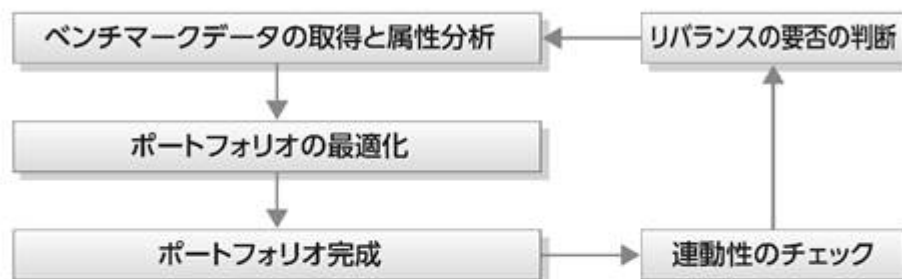 ベンチマークデータの取得と属性分析
リバランスの要否の判断
ポートフォリオの最適化
ポートフォリオ完成
連動性のチェック